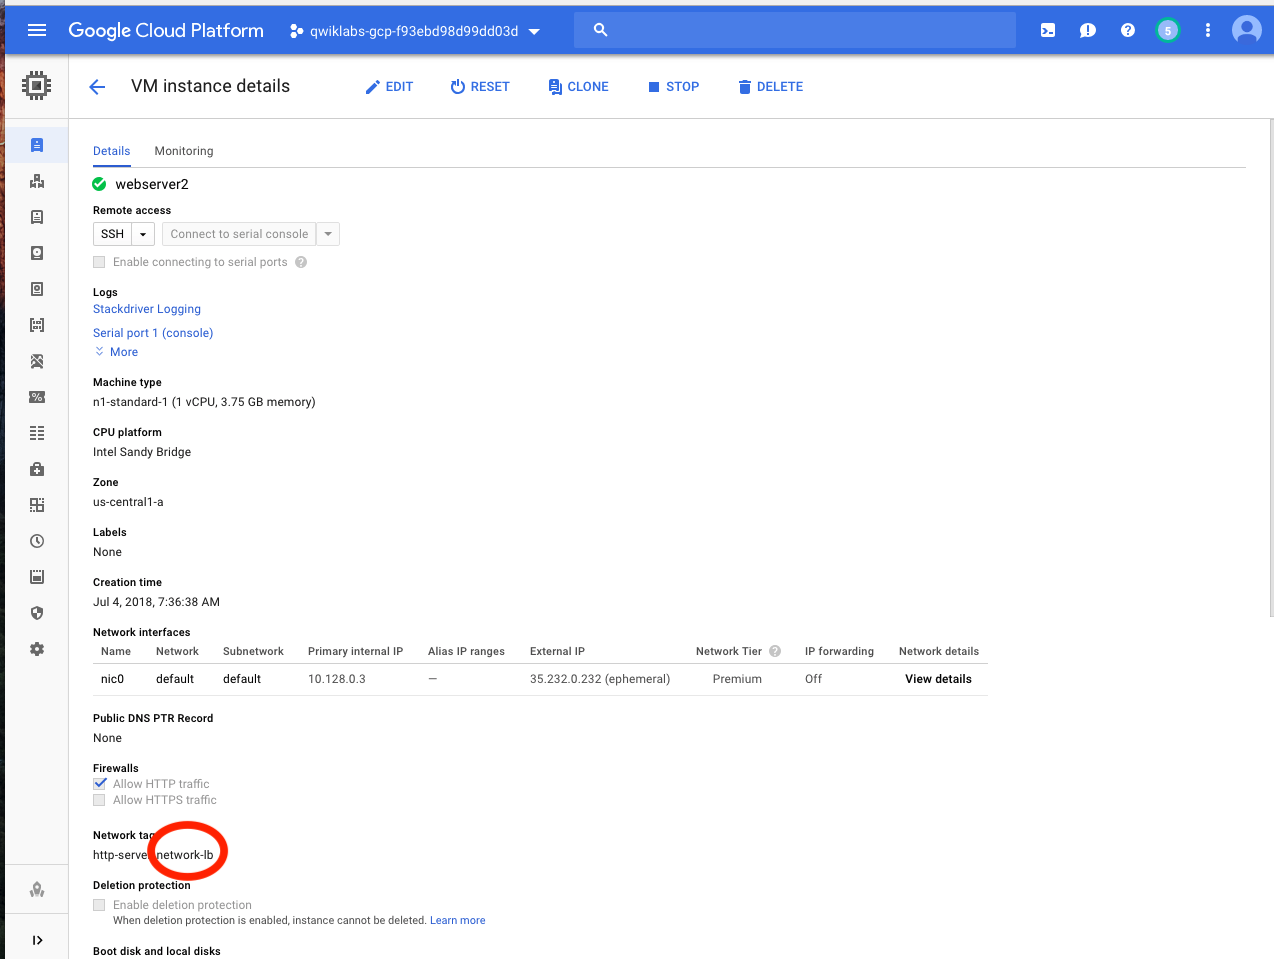 Google Cloud Platform qwiklabs-gcp-f93ebd98d99dd03d 5
VM instance details EDIT RESET CLONE STOP DELETE
Details Monitoring
webserver2
Remote access
SSH Connect to serial console
Enable connecting to serial ports ?
Logs
Stackdriver Logging
Serial port 1 (console)
More
Machine type
n1-standard-1 (1 vCPU, 3.75 GB memory)
CPU platform
Intel Sandy Bridge
Zone
us-central1-a
Labels
None
Creation time
Jul 4, 2018, 7:36:38 AM
Network interfaces
Name Network Subnetwork Primary internal IP Alias IP ranges External IP Network Tier ? IP forwarding Network details
nic0 default default 10.128.0.3 — 35.232.0.232 (ephemeral) Premium Off View details
Public DNS PTR Record
None
Firewalls
Allow HTTP traffic
Allow HTTPS traffic
Network tag
http-serve network-lb
Deletion protection
Enable deletion protection
When deletion protection is enabled, instance cannot be deleted. Learn more
Boot disk and local disks